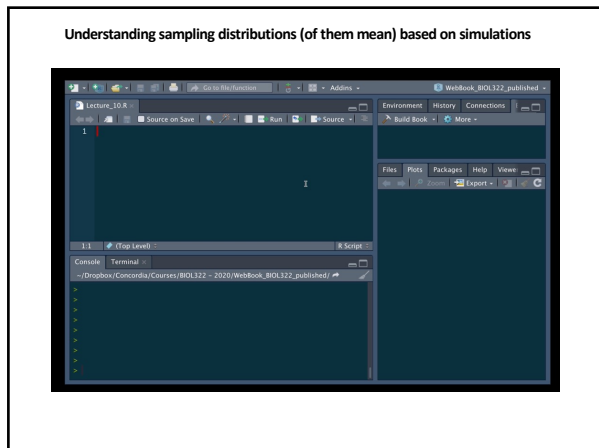 Understanding sampling distributions (of them mean) based on simulations
Go to file/function Addins WebBook_BIOL322_published
Lecture_10.R
Source on Save Run Source
1
1:1 (Top Level) R Script
Console Terminal
~/Dropbox/Concordia/Courses/BIOL322 - 2020/WebBook_BIOL322_published/
>
>
>
>
>
>
>
>
Environment History Connections
Build Book More
Files Plots Packages Help Viewe
Zoom Export